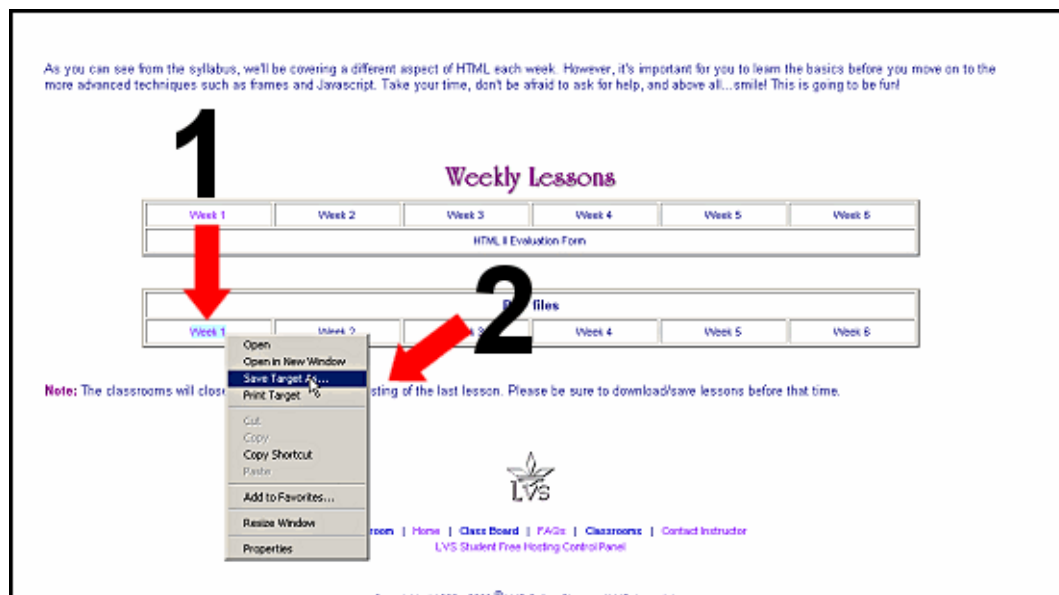 As you can see from the syllabus, we'll be covering a different aspect of HTML each week. However, it's important for you to learn the basics before you move on to the
more advanced techniques such as frames and Javascript. Take your time, don't be afraid to ask for help, and above all...smile! This is going to be fun!
1
Weekly Lessons
Week 1 Week 2 Week 3 Week 4 Week 5 Week 6
HTML II Evaluation Form
2
files
Week 1 Week 2 Week 4 Week 5 Week 6
Open
Open in New Window
Save Target As...
Print Target
Cut
Copy
Copy Shortcut
Paste
Add to Favorites...
Resize Window
Properties
Note: The classrooms will close of the last lesson. Please be sure to download/save lessons before that time.
LVS
| Home | Class Board | FAQs | Classrooms | Contact Instructor
LVS Student Free Hosting Control Panel